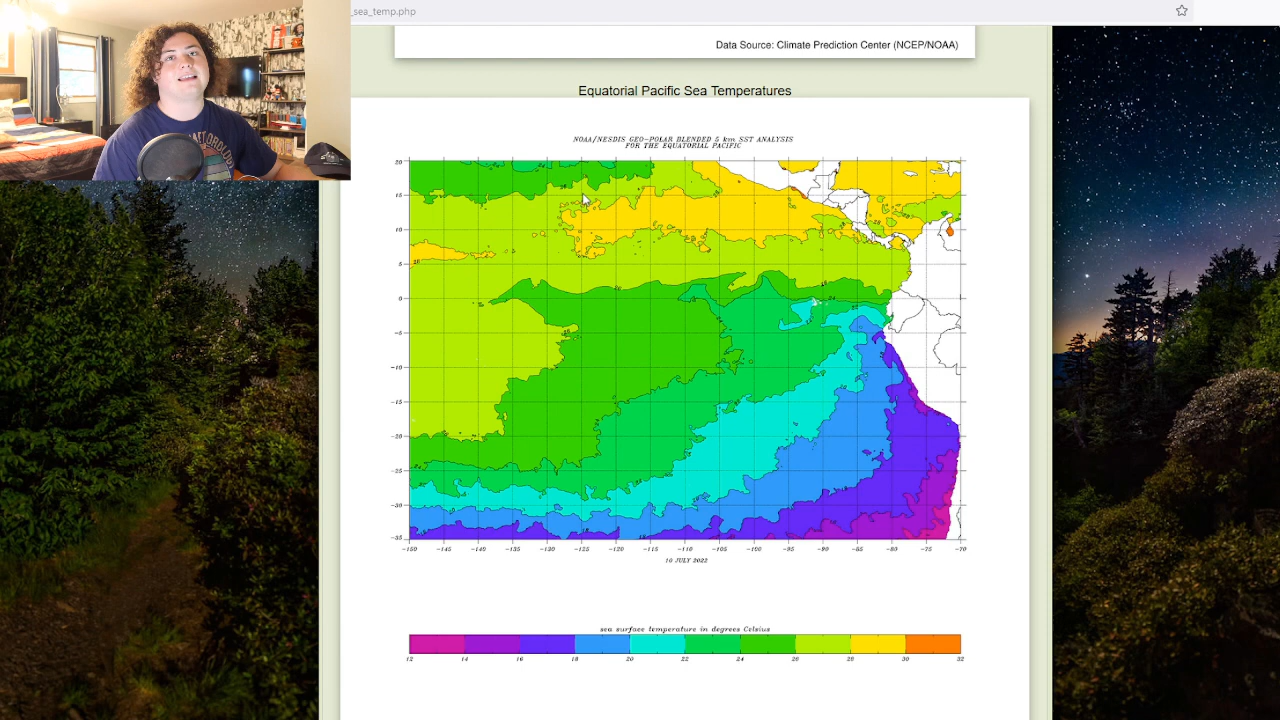 _sea_temp.php
Data Source: Climate Prediction Center (NCEP/NOAA)
Equatorial Pacific Sea Temperatures
NOAA/NESDIS GEO-POLAR BLENDED 5 km SST ANALYSIS
FOR THE EQUATORIAL PACIFIC
20
15
10
5
0
-5
-10
-15
-20
-25
-30
-35
-150 -145 -140 -135 -130 -125 -120 -115 -110 -105 -100 -95 -90 -85 -80 -75 -70
10 JULY 2022
sea surface temperature in degrees Celsius
12 14 16 18 20 22 24 26 28 30 32